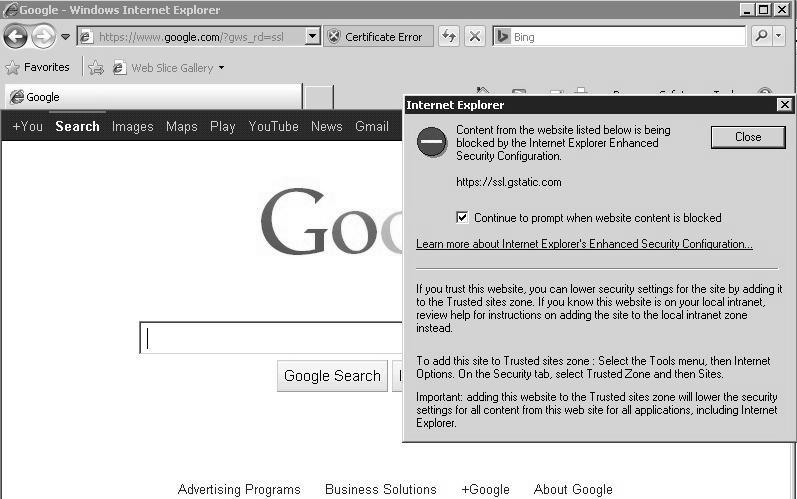 Google - Windows Internet Explorer
https://www.google.com/?gws_rd=ssl
Certificate Error
Bing
Favorites
Web Slice Gallery
Google
+You Search Images Maps Play YouTube News Gmail
Goo
Google Search
Advertising Programs Business Solutions +Google About Google
Internet Explorer
Content from the website listed below is being
blocked by the Internet Explorer Enhanced
Security Configuration.
Close
https://ssl.gstatic.com
Continue to prompt when website content is blocked
Learn more about Internet Explorer's Enhanced Security Configuration...
If you trust this website, you can lower security settings for the site by adding it
to the Trusted sites zone. If you know this website is on your local intranet,
review help for instructions on adding the site to the local intranet zone
instead.
To add this site to Trusted sites zone : Select the Tools menu, then Internet
Options. On the Security tab, select Trusted Zone and then Sites.
Important: adding this website to the Trusted sites zone will lower the security
settings for all content from this web site for all applications, including Internet
Explorer.